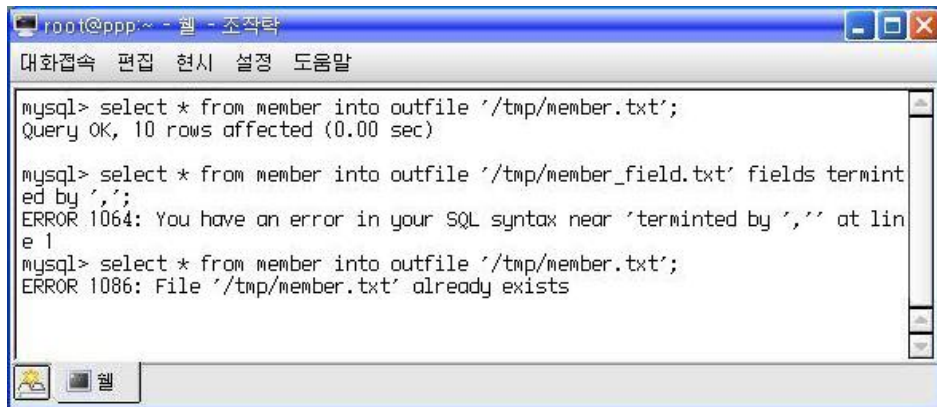 root@ppp:~ - 웰 - 조작탁
대화접속 편집 현시 설정 도움말
mysql> select * from member into outfile '/tmp/member.txt';
Query OK, 10 rows affected (0.00 sec)
mysql> select * from member into outfile '/tmp/member_field.txt' fields termint
ed by ',';
ERROR 1064: You have an error in your SQL syntax near 'terminted by ','' at lin
e 1
mysql> select * from member into outfile '/tmp/member.txt';
ERROR 1086: File '/tmp/member.txt' already exists
웰